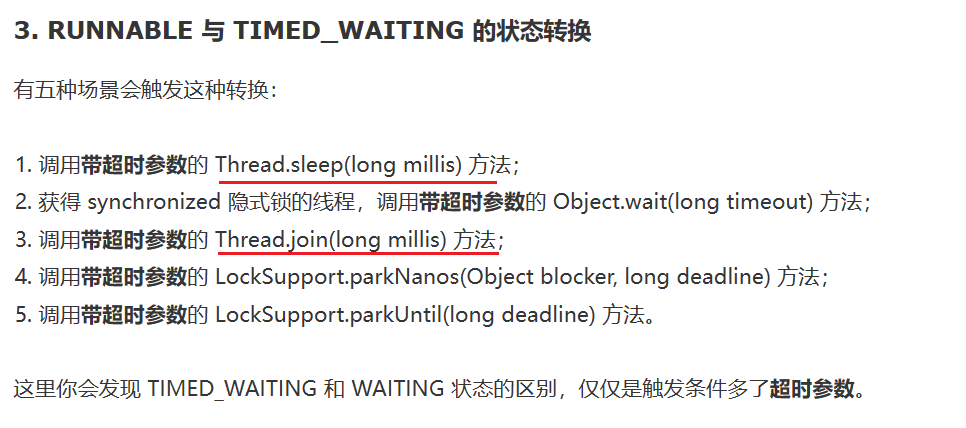 3. RUNNABLE 与 TIMED_WAITING 的状态转换
有五种场景会触发这种转换：
1. 调用带超时参数的 Thread.sleep(long millis) 方法；
2. 获得 synchronized 隐式锁的线程，调用带超时参数的 Object.wait(long timeout) 方法；
3. 调用带超时参数的 Thread.join(long millis) 方法；
4. 调用带超时参数的 LockSupport.parkNanos(Object blocker, long deadline) 方法；
5. 调用带超时参数的 LockSupport.parkUntil(long deadline) 方法。
这里你会发现 TIMED_WAITING 和 WAITING 状态的区别，仅仅是触发条件多了超时参数。